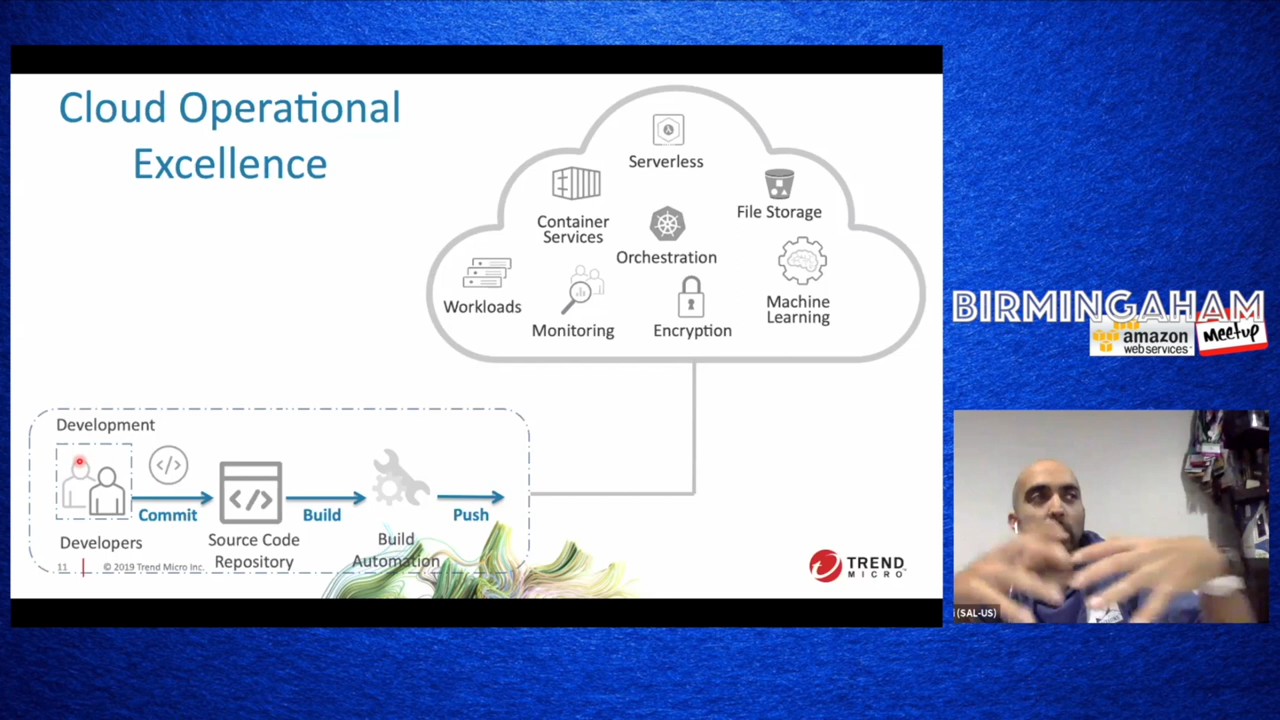 Cloud Operational
Excellence
Serverless
Container
Services
File Storage
Orchestration
Workloads
Monitoring
Encryption
Machine
Learning
Development
Commit
Build
Push
Developers
Source Code
Repository
Build
Automation
11
© 2019 Trend Micro Inc.
TREND
MICRO
BIRMINGAHAM
amazon
web services
Meetup
(SAL-US)